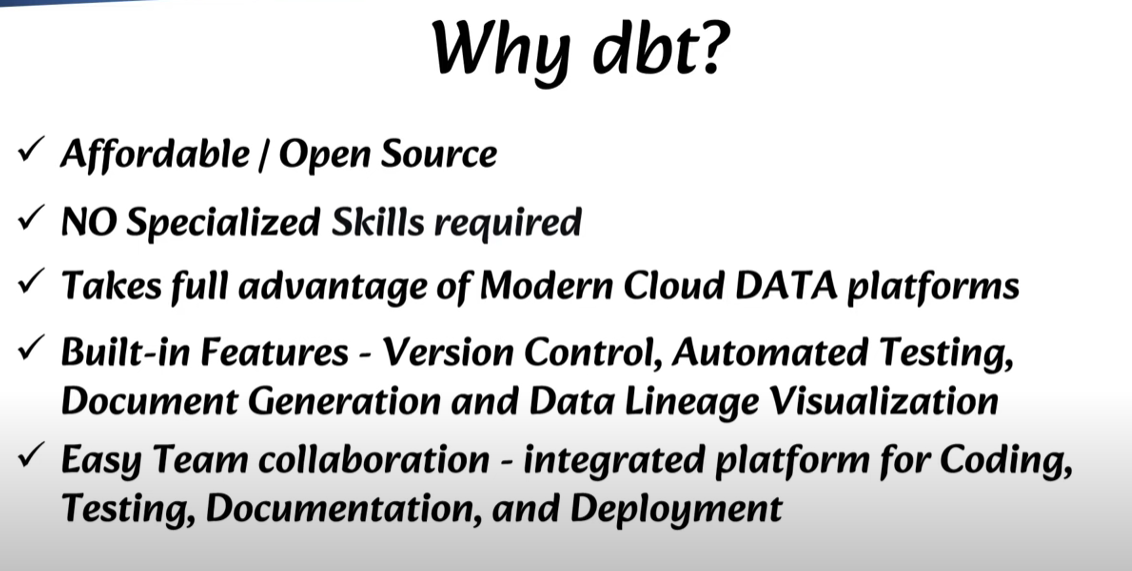 Why dbt?
✓ Affordable / Open Source
✓ NO Specialized Skills required
✓ Takes full advantage of Modern Cloud DATA platforms
✓ Built-in Features - Version Control, Automated Testing,
Document Generation and Data Lineage Visualization
✓ Easy Team collaboration - integrated platform for Coding,
Testing, Documentation, and Deployment